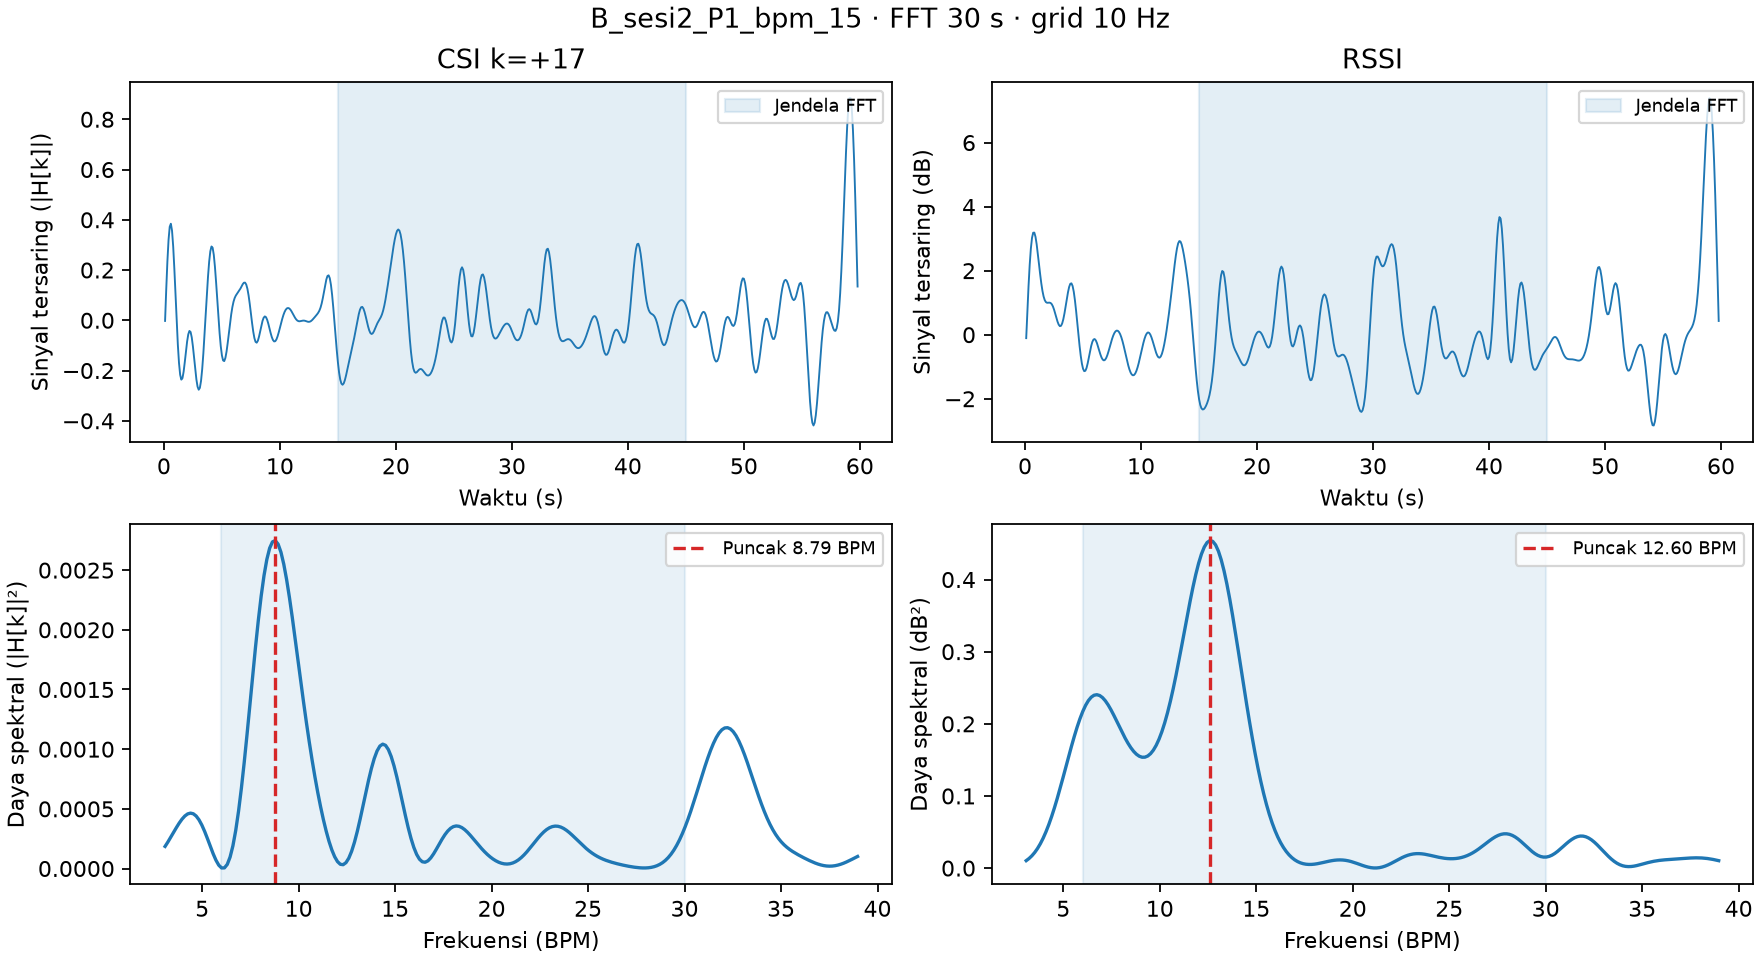 B_sesi2_P1_bpm_15 · FFT 30 s · grid 10 Hz
CSI k=+17
Sinyal tersaring (|H[k]|)
0.8
0.6
0.4
0.2
0.0
−0.2
−0.4
Jendela FFT
0 10 20 30 40 50 60
Waktu (s)
RSSI
Sinyal tersaring (dB)
6
4
2
0
−2
Jendela FFT
0 10 20 30 40 50 60
Waktu (s)
Daya spektral (|H[k]|²)
0.0025
0.0020
0.0015
0.0010
0.0005
0.0000
Puncak 8.79 BPM
5 10 15 20 25 30 35 40
Frekuensi (BPM)
Daya spektral (dB²)
0.4
0.3
0.2
0.1
0.0
Puncak 12.60 BPM
5 10 15 20 25 30 35 40
Frekuensi (BPM)